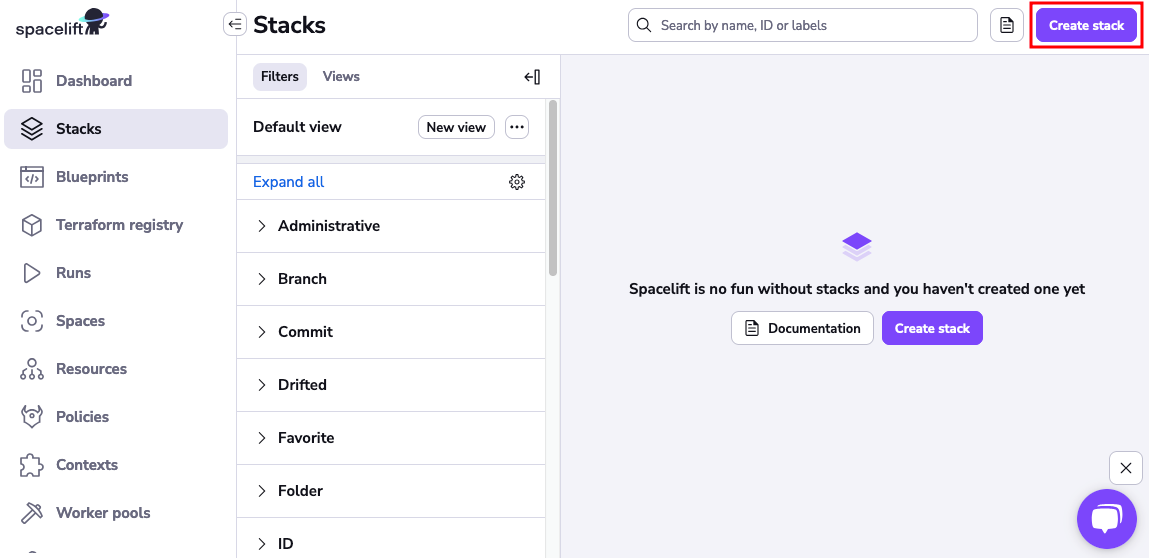 spacelift
Stacks
Search by name, ID or labels
Create stack
Dashboard
Stacks
Blueprints
Terraform registry
Runs
Spaces
Resources
Policies
Contexts
Worker pools
Filters
Views
Default view
New view
Expand all
Administrative
Branch
Commit
Drifted
Favorite
Folder
ID
Spacelift is no fun without stacks and you haven't created one yet
Documentation
Create stack